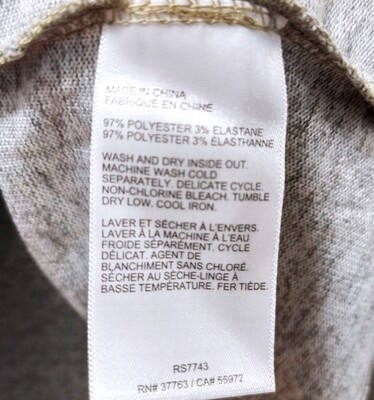 MADE IN CHINA
FABRIQUÉ EN CHINE
97% POLYESTER 3% ELASTANE
97% POLYESTER 3% ÉLASTHANNE
WASH AND DRY INSIDE OUT.
MACHINE WASH COLD
SEPARATELY. DELICATE CYCLE.
NON-CHLORINE BLEACH. TUMBLE
DRY LOW. COOL IRON.
LAVER ET SÉCHER À L'ENVERS.
LAVER À LA MACHINE À L'EAU
FROIDE SÉPARÉMENT. CYCLE
DÉLICAT. AGENT DE
BLANCHIMENT SANS CHLORÉ.
SÉCHER AU SÈCHE-LINGE À
BASSE TEMPÉRATURE. FER TIÈDE.
RS7743
RN# 37763 / CA# 55972